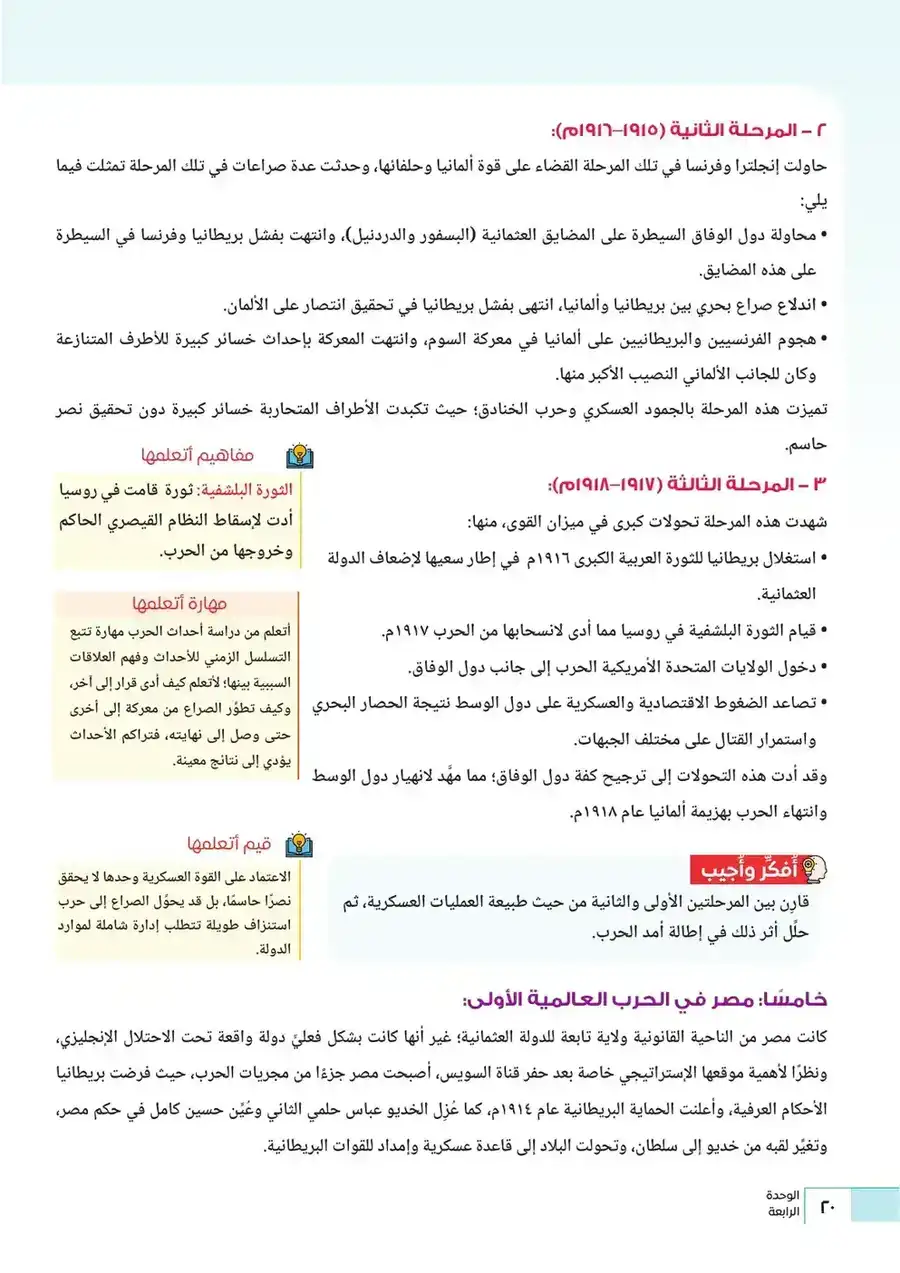 ٢ - المرحلة الثانية (١٩١٥-١٩١٦م):
حاولت إنجلترا وفرنسا في تلك المرحلة القضاء على قوة ألمانيا وحلفائها، وحدثت عدة صراعات في تلك المرحلة تمثلت فيما
يلي:
• محاولة دول الوفاق السيطرة على المضايق العثمانية (البسفور والدردنيل)، وانتهت بفشل بريطانيا وفرنسا في السيطرة
على هذه المضايق.
• اندلاع صراع بحري بين بريطانيا وألمانيا، انتهى بفشل بريطانيا في تحقيق انتصار على الألمان.
• هجوم الفرنسيين والبريطانيين على ألمانيا في معركة السوم، وانتهت المعركة بإحداث خسائر كبيرة للأطرف المتنازعة
وكان للجانب الألماني النصيب الأكبر منها.
تميزت هذه المرحلة بالجمود العسكري وحرب الخنادق؛ حيث تكبدت الأطراف المتحاربة خسائر كبيرة دون تحقيق نصر
حاسم.
٣ - المرحلة الثالثة (١٩١٧-١٩١٨م):
شهدت هذه المرحلة تحولات كبرى في ميزان القوى، منها:
• استغلال بريطانيا للثورة العربية الكبرى ١٩١٦م في إطار سعيها لإضعاف الدولة
العثمانية.
• قيام الثورة البلشفية في روسيا مما أدى لانسحابها من الحرب ١٩١٧م.
• دخول الولايات المتحدة الأمريكية الحرب إلى جانب دول الوفاق.
• تصاعد الضغوط الاقتصادية والعسكرية على دول الوسط نتيجة الحصار البحري
واستمرار القتال على مختلف الجبهات.
وقد أدت هذه التحولات إلى ترجيح كفة دول الوفاق؛ مما مهَّد لانهيار دول الوسط
وانتهاء الحرب بهزيمة ألمانيا عام ١٩١٨م.
مفاهيم أتعلمها
الثورة البلشفية: ثورة قامت في روسيا
أدت لإسقاط النظام القيصري الحاكم
وخروجها من الحرب.
مهارة أتعلمها
أتعلم من دراسة أحداث الحرب مهارة تتبع
التسلسل الزمني للأحداث وفهم العلاقات
السببية بينها؛ لأتعلم كيف أدى قرار إلى آخر،
وكيف تطوُّر الصراع من معركة إلى أخرى
حتى وصل إلى نهايته، فتراكم الأحداث
يؤدي إلى نتائج معينة.
قيم أتعلمها
الاعتماد على القوة العسكرية وحدها لا يحقق
نصرًا حاسمًا، بل قد يحوِّل الصراع إلى حرب
استنزاف طويلة تتطلب إدارة شاملة لموارد
الدولة.
أفكِّر وأجيب
قارِن بين المرحلتين الأولى والثانية من حيث طبيعة العمليات العسكرية، ثم
حلِّل أثر ذلك في إطالة أمد الحرب.
خامسًا: مصر في الحرب العالمية الأولى:
كانت مصر من الناحية القانونية ولاية تابعة للدولة العثمانية؛ غير أنها كانت بشكل فعليٍّ دولة واقعة تحت الاحتلال الإنجليزي،
ونظرًا لأهمية موقعها الإستراتيجي خاصة بعد حفر قناة السويس، أصبحت مصر جزءًا من مجريات الحرب، حيث فرضت بريطانيا
الأحكام العرفية، وأعلنت الحماية البريطانية عام ١٩١٤م، كما عُزِل الخديو عباس حلمي الثاني وعُيِّن حسين كامل في حكم مصر،
وتغيَّر لقبه من خديو إلى سلطان، وتحولت البلاد إلى قاعدة عسكرية وإمداد للقوات البريطانية.
٢٠
الوحدة
الرابعة